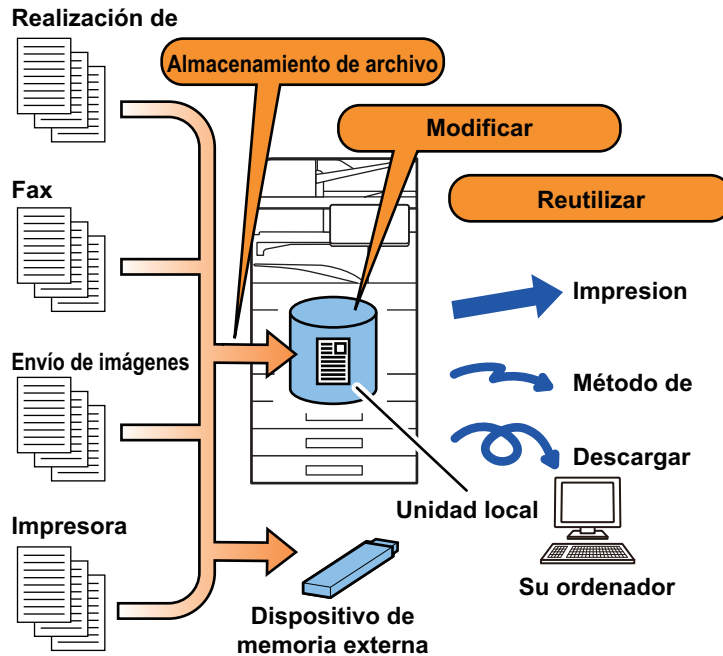 Realización de
Almacenamiento de archivo
Modificar
Fax
Reutilizar
Impresion
Envío de imágenes
Método de
Descargar
Unidad local
Impresora
Su ordenador
Dispositivo de
memoria externa